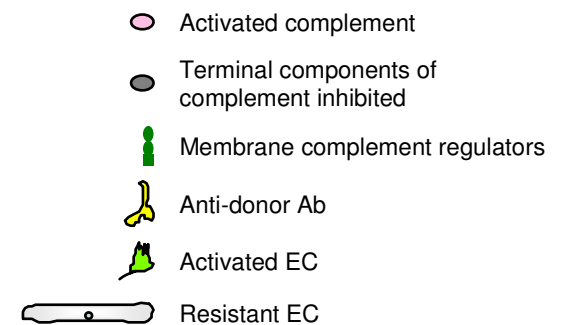 Activated complement
Terminal components of
complement inhibited
Membrane complement regulators
Anti-donor Ab
Activated EC
Resistant EC